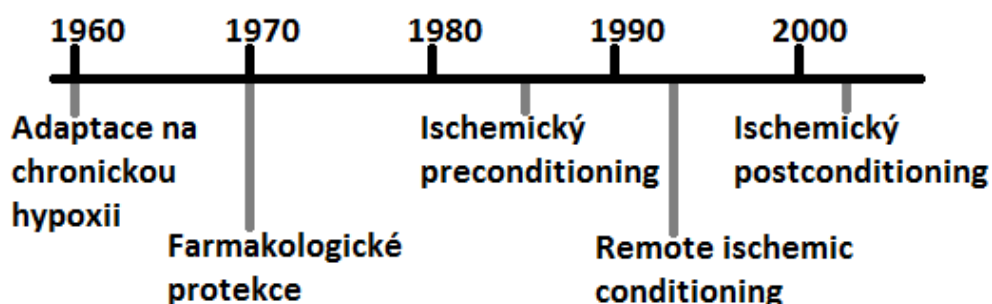 1960 1970 1980 1990 2000
Adaptace na
chronickou
hypoxii
Farmakologické
protekce
Ischemický
preconditioning
Remote ischemic
conditioning
Ischemický
postconditioning